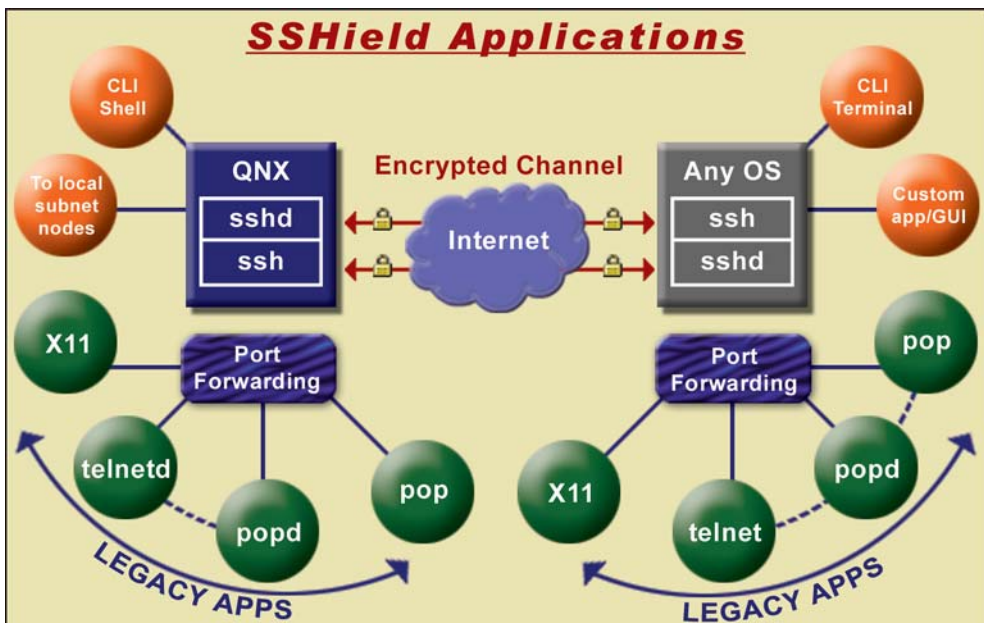 SSHield Applications
CLI
Shell
CLI
Terminal
To local
subnet
nodes
QNX
sshd
ssh
Encrypted Channel
Internet
Any OS
ssh
sshd
Custom
app/GUI
X11
Port
Forwarding
telnetd
popd
pop
LEGACY APPS
Port
Forwarding
pop
X11
telnet
popd
LEGACY APPS